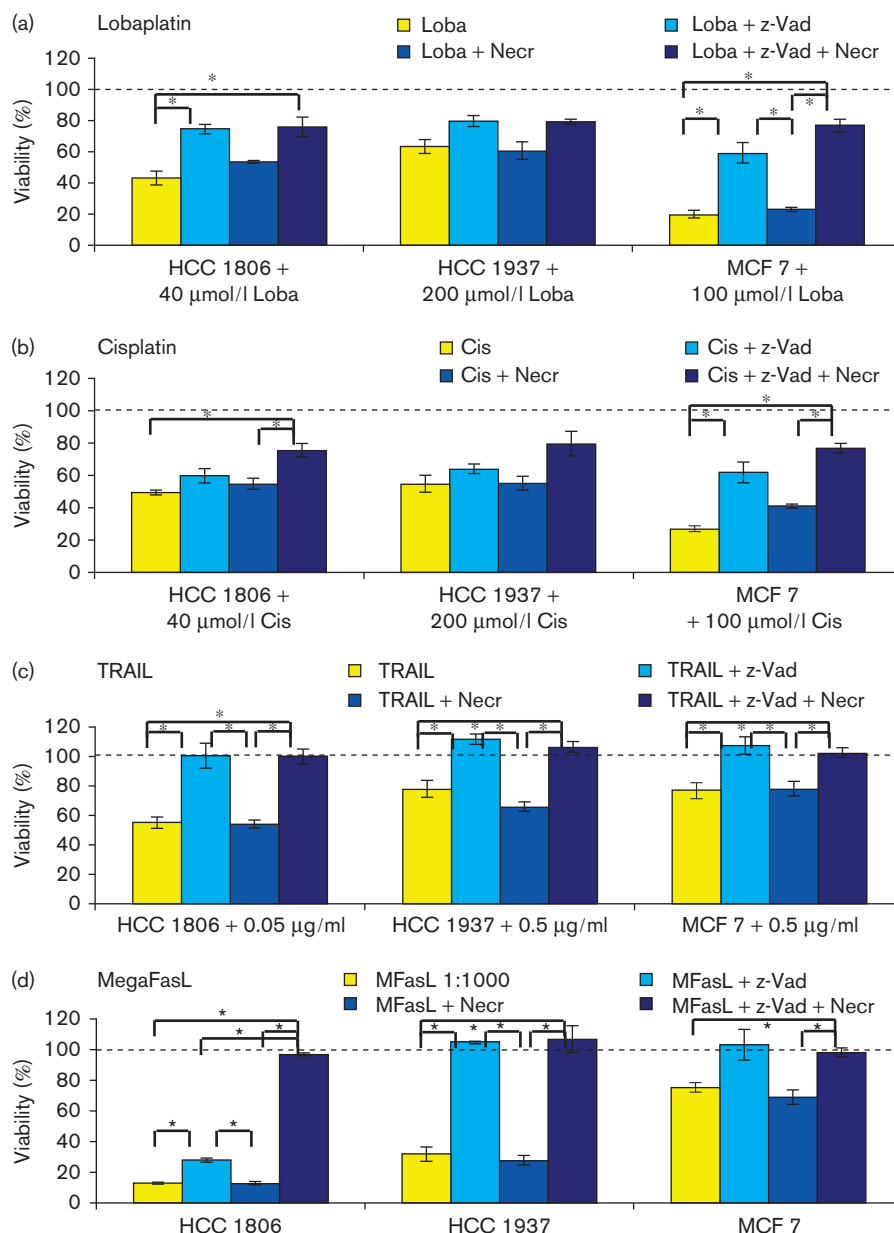 (a) Lobaplatin
Loba
Loba + z-Vad
Loba + Necr
Loba + z-Vad + Necr
120
100
80
60
40
20
0
Viability (%)
*
*
*
*
*
*
HCC 1806 +
40 µmol/l Loba
HCC 1937 +
200 µmol/l Loba
MCF 7 +
100 µmol/l Loba
(b) Cisplatin
Cis
Cis + z-Vad
Cis + Necr
Cis + z-Vad + Necr
120
100
80
60
40
20
0
Viability (%)
*
*
*
*
*
HCC 1806 +
40 µmol/l Cis
HCC 1937 +
200 µmol/l Cis
MCF 7
+ 100 µmol/l Cis
(c) TRAIL
TRAIL
TRAIL + z-Vad
TRAIL + Necr
TRAIL + z-Vad + Necr
120
100
80
60
40
20
0
Viability (%)
*
* * *
* * * *
* * * *
HCC 1806 + 0.05 µg/ml
HCC 1937 + 0.5 µg/ml
MCF 7 + 0.5 µg/ml
(d) MegaFasL
MFasL 1:1000
MFasL + z-Vad
MFasL + Necr
MFasL + z-Vad + Necr
120
100
80
60
40
20
0
Viability (%)
*
* *
* *
* * * *
* *
HCC 1806
HCC 1937
MCF 7